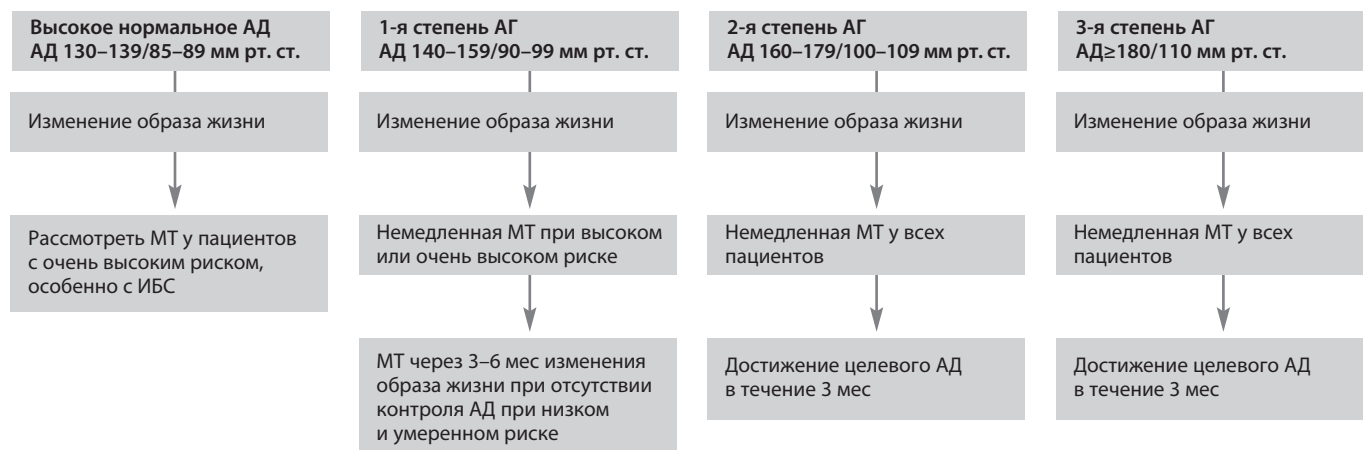 Высокое нормальное АД
АД 130–139/85–89 мм рт. ст.
Изменение образа жизни
Рассмотреть МТ у пациентов
с очень высоким риском,
особенно с ИБС
1-я степень АГ
АД 140–159/90–99 мм рт. ст.
Изменение образа жизни
Немедленная МТ при высоком
или очень высоком риске
МТ через 3–6 мес изменения
образа жизни при отсутствии
контроля АД при низком
и умеренном риске
2-я степень АГ
АД 160–179/100–109 мм рт. ст.
Изменение образа жизни
Немедленная МТ у всех
пациентов
Достижение целевого АД
в течение 3 мес
3-я степень АГ
АД≥180/110 мм рт. ст.
Изменение образа жизни
Немедленная МТ у всех
пациентов
Достижение целевого АД
в течение 3 мес